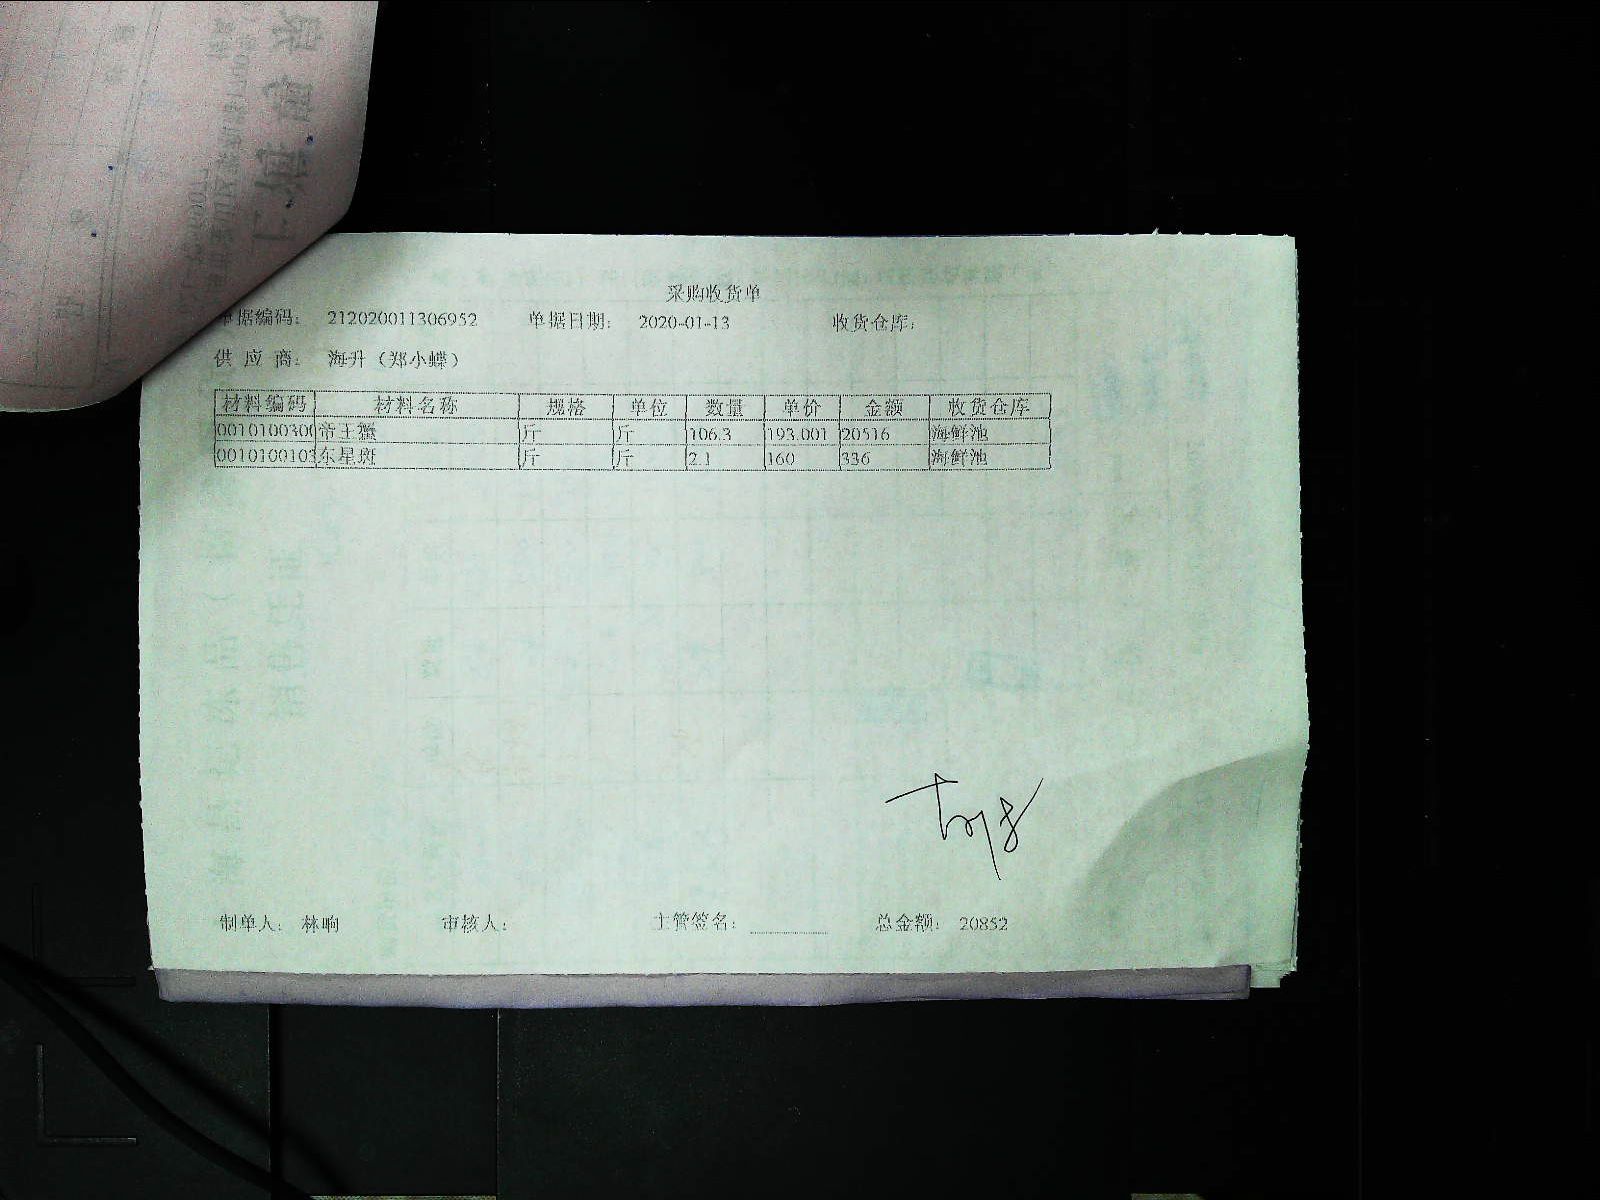 采购收货单
单据编码: 212020011306952 单据日期: 2020-01-13 收货仓库:
供 应 商: 海升（郑小蝶）
材料编码 材料名称 规格 单位 数量 单价 金额 收货仓库
001010030 帝王蟹 斤 斤 106.3 193.001 20516 海鲜池
001010010 东星斑 斤 斤 2.1 160 336 海鲜池
制单人: 林晌 审核人: 主管签名: 总金额: 20852